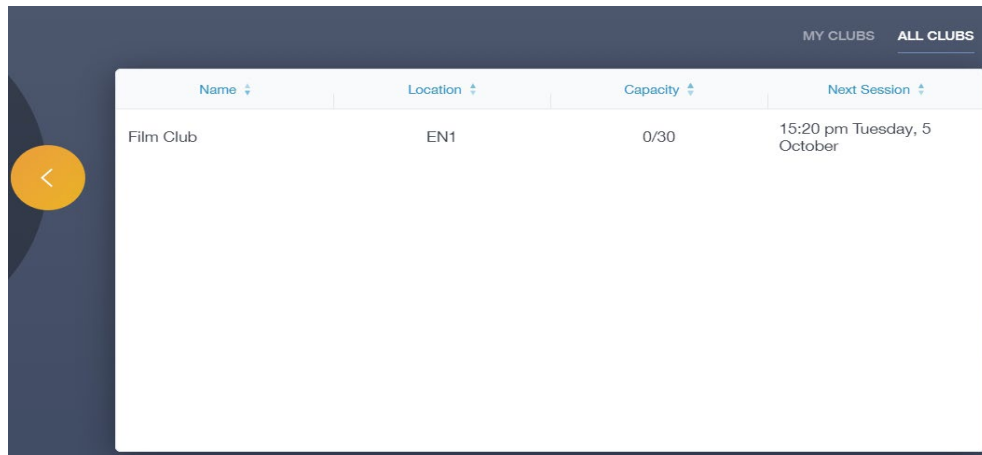 MY CLUBS ALL CLUBS
Name Location Capacity Next Session
Film Club EN1 0/30 15:20 pm Tuesday, 5
October